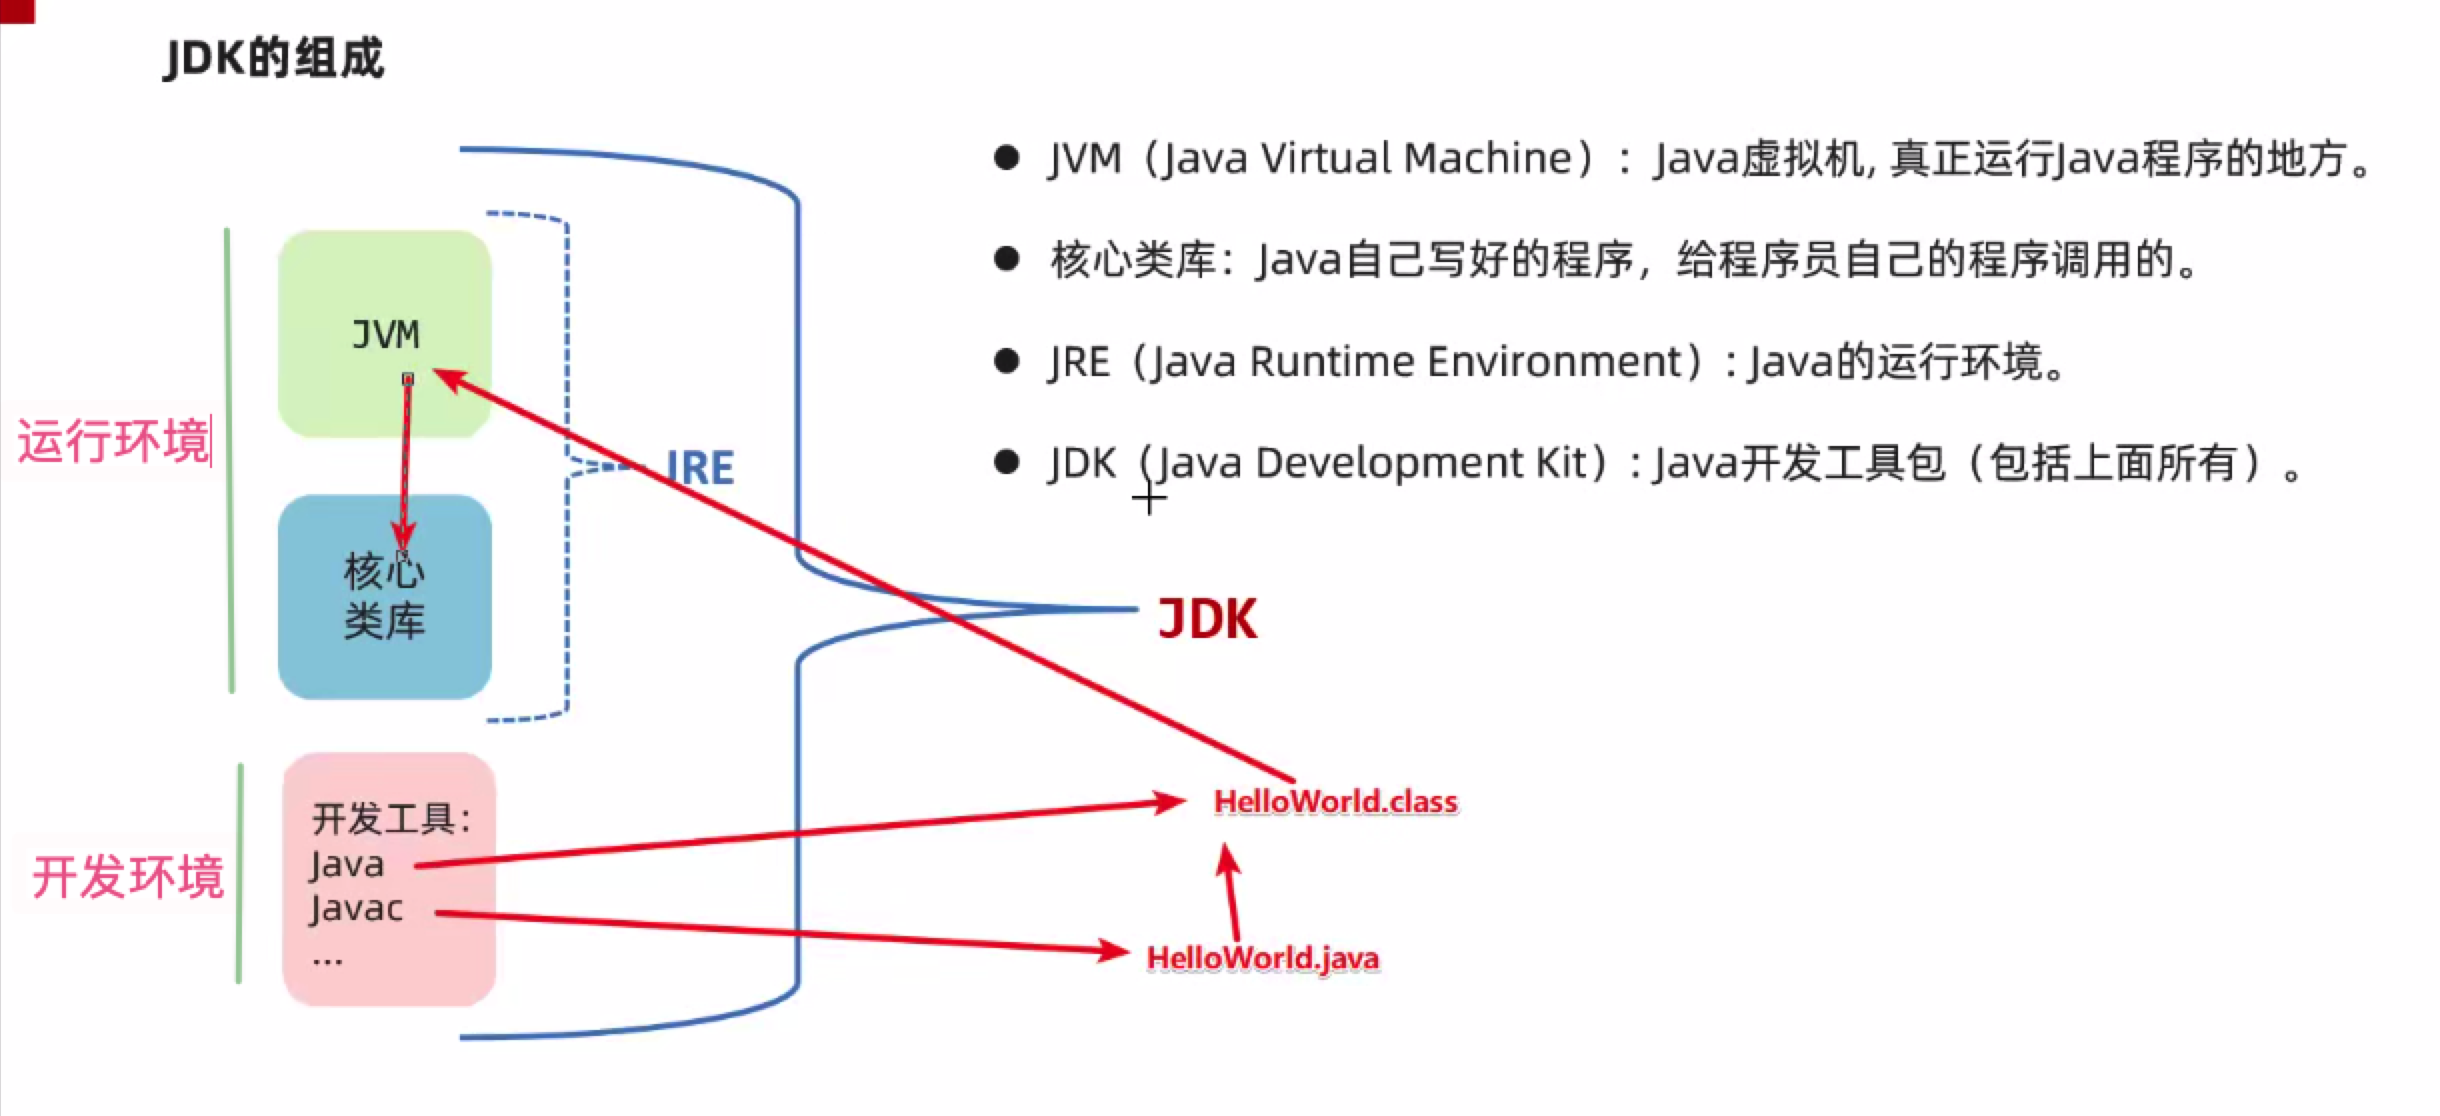 JDK的组成
JVM（Java Virtual Machine）：Java虚拟机, 真正运行Java程序的地方。
核心类库：Java自己写好的程序，给程序员自己的程序调用的。
JRE（Java Runtime Environment）: Java的运行环境。
JDK（Java Development Kit）: Java开发工具包（包括上面所有）。
JVM
运行环境
JRE
核心
类库
JDK
开发工具：
Java
Javac
...
开发环境
HelloWorld.class
HelloWorld.java